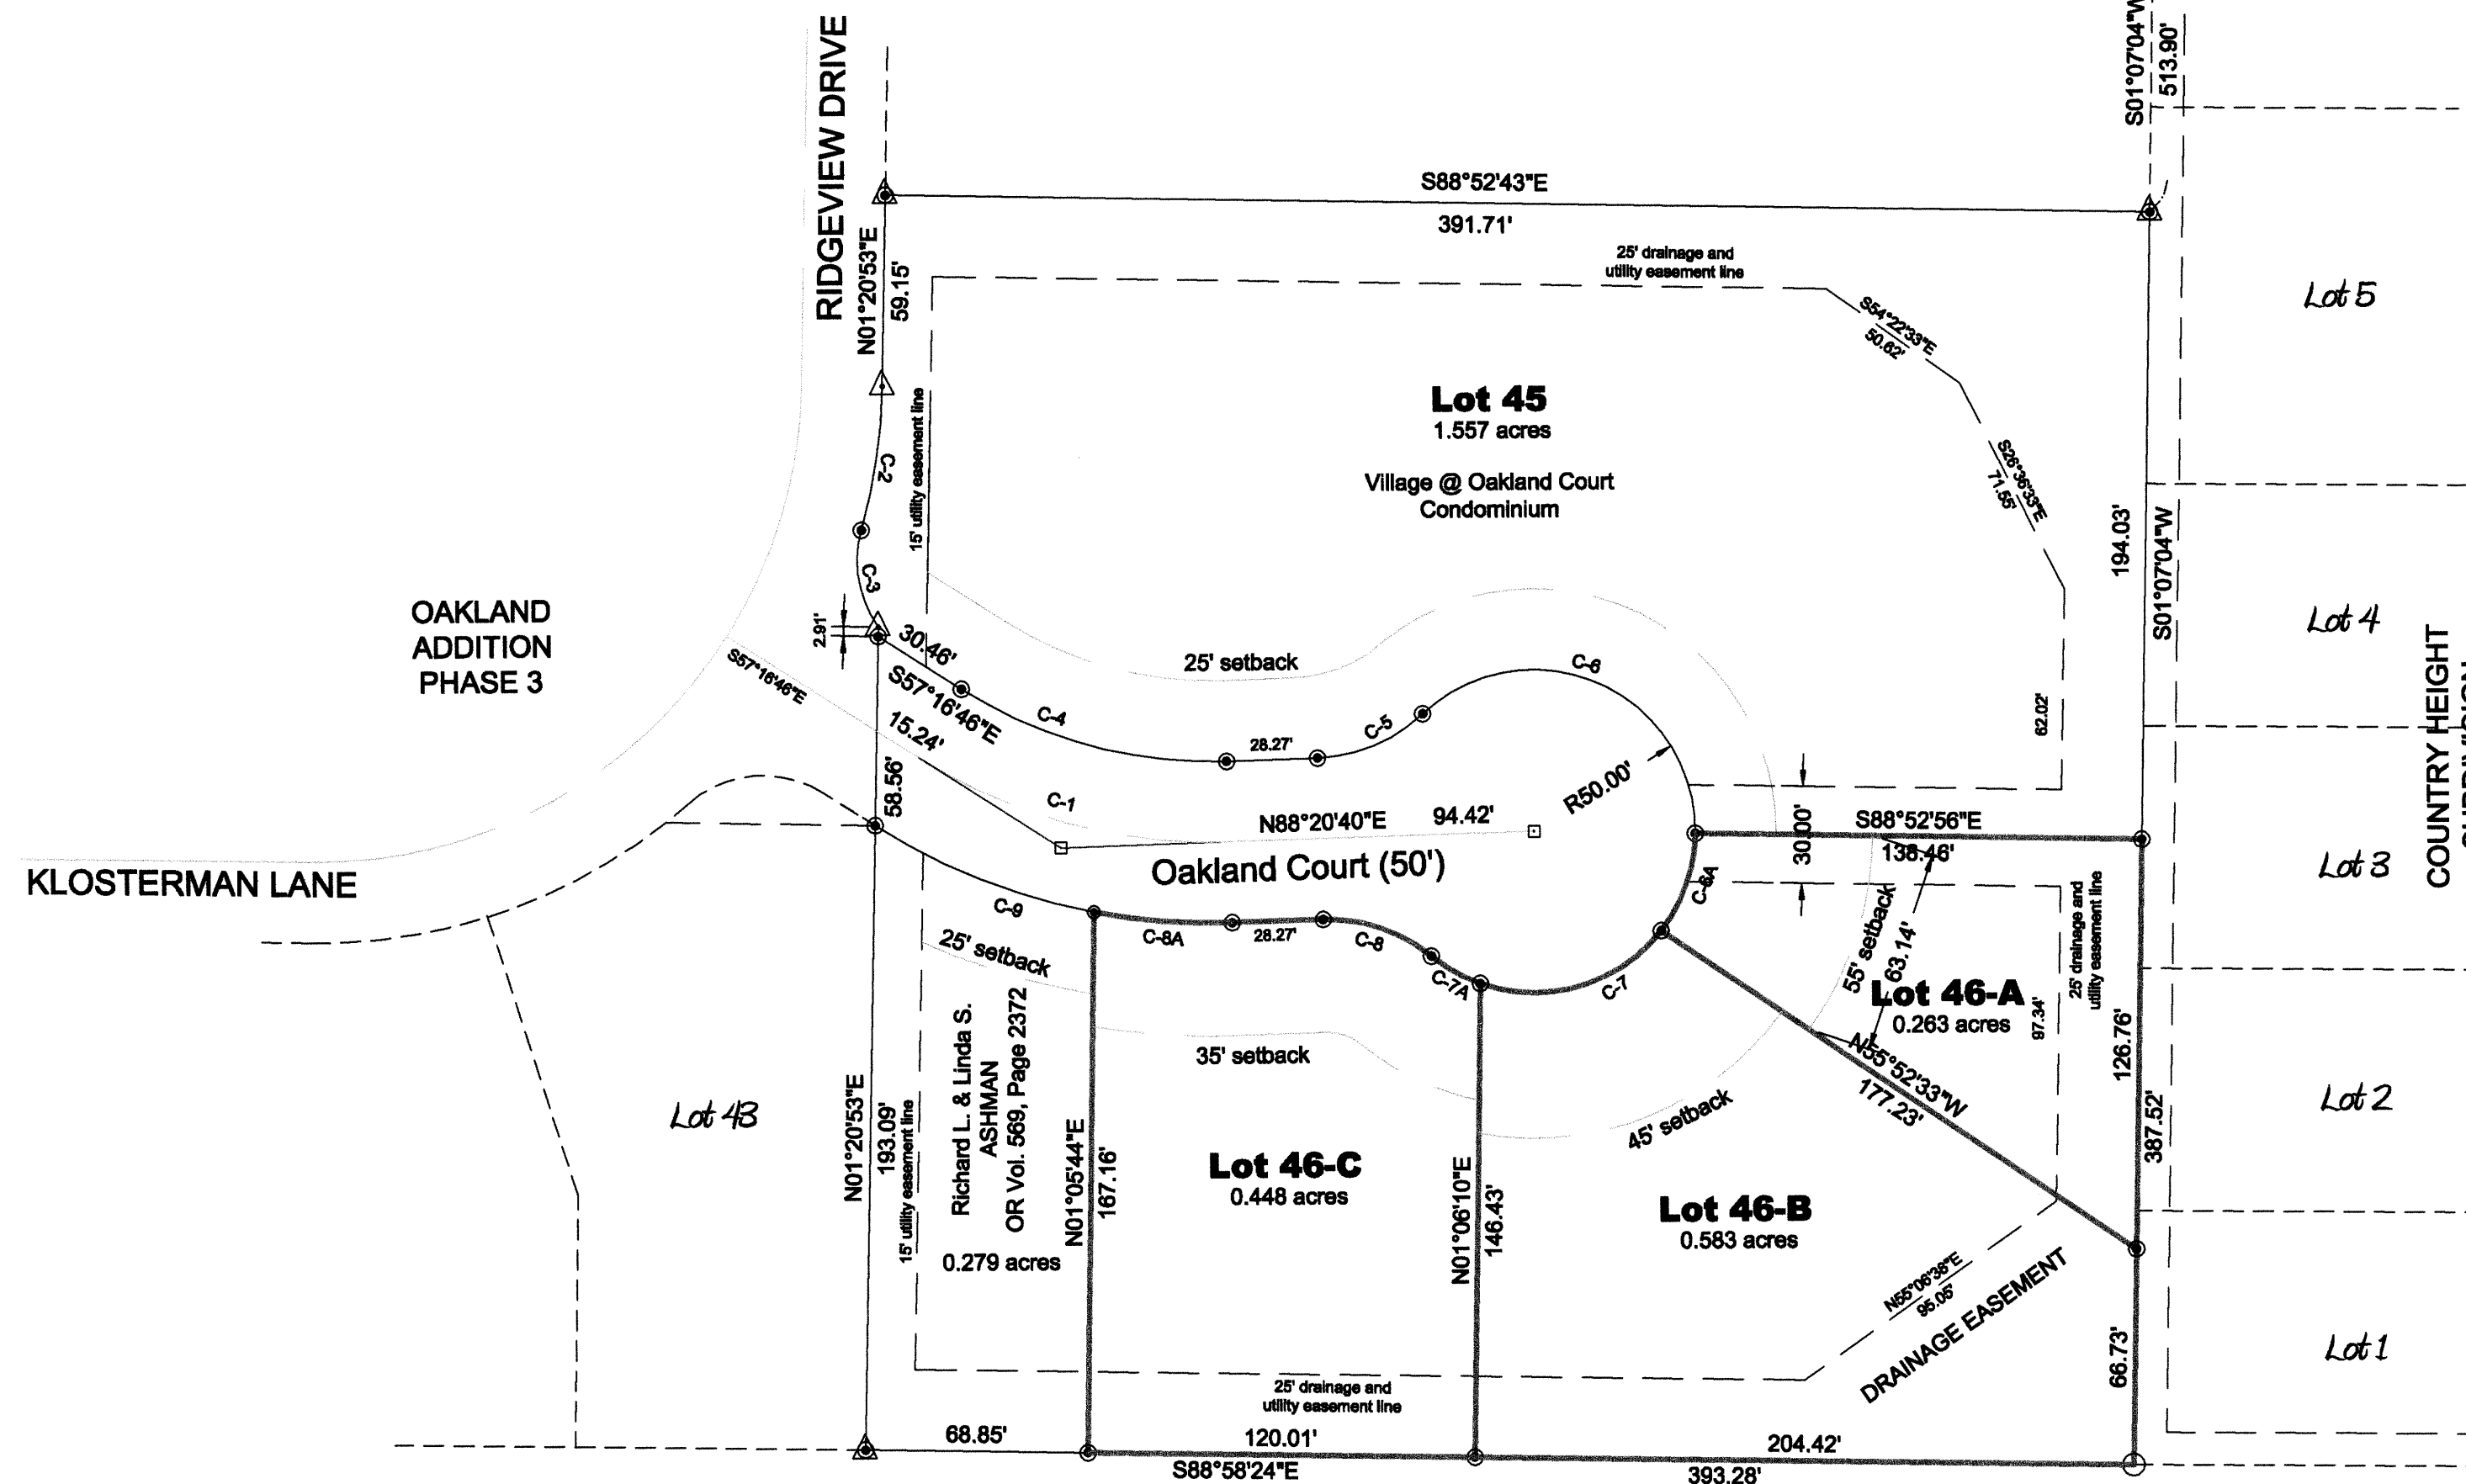 RIDGEVIEW DRIVE
S01°07'04"W
513.90'
S88°52'43"E
391.71'
N01°20'53"E
59.15'
25' drainage and
utility easement line
S54°22'33"E
50.62'
Lot 5
Lot 45
1.557 acres
Village @ Oakland Court
Condominium
C-2
15' utility easement line
S26°36'33"E
71.55'
194.03'
S01°07'04"W
C-3
OAKLAND
ADDITION
PHASE 3
2.91'
30.46'
S57°16'46"E
15.24'
S57°16'46"E
25' setback
C-6
Lot 4
COUNTRY HEIGHT
C-4
C-5
28.27'
62.02'
58.56'
C-1
R50.00'
N88°20'40"E
94.42'
30.00'
S88°52'56"E
138.46'
Oakland Court (50')
KLOSTERMAN LANE
Lot 3
C-9
C-8A
28.27'
C-8
C-7A
C-7
C-6A
25' setback
55' setback
63.14'
25' drainage and
utility easement line
Lot 46-A
0.263 acres
97.34'
126.76'
35' setback
45' setback
N55°52'33"W
177.23'
Lot 43
Lot 2
387.52'
N01°20'53"E
193.09'
15' utility easement line
Richard L. & Linda S.
ASHMAN
OR Vol. 569, Page 2372
0.279 acres
N01°05'44"E
167.16'
Lot 46-C
0.448 acres
N01°06'10"E
146.43'
Lot 46-B
0.583 acres
N55°06'38"E
95.05'
DRAINAGE EASEMENT
66.73'
Lot 1
25' drainage and
utility easement line
68.85'
120.01'
204.42'
S88°58'24"E
393.28'